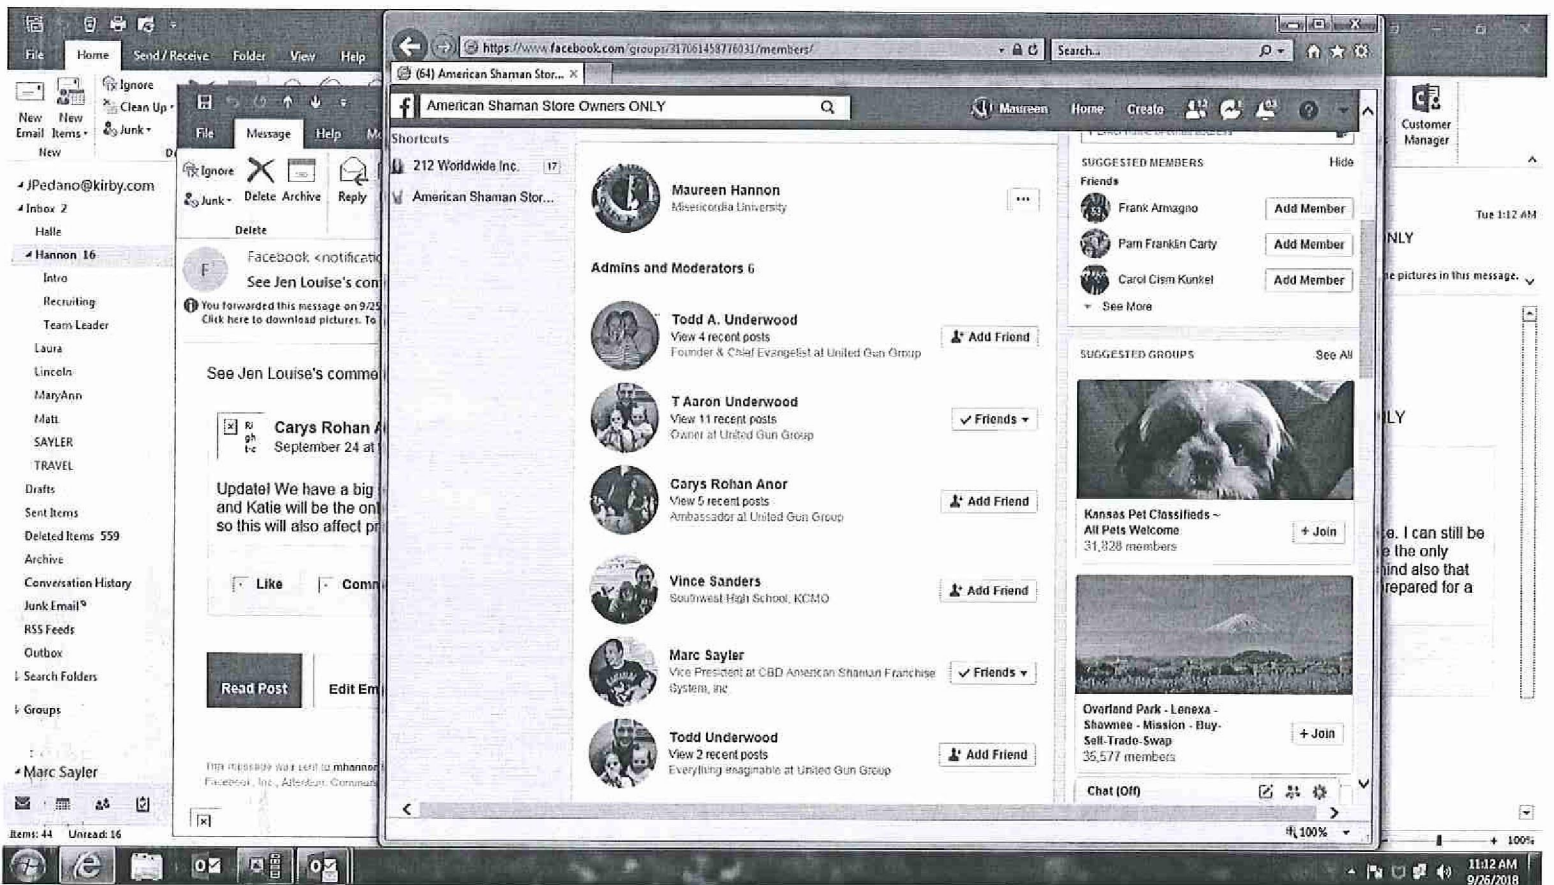 File Home Send / Receive Folder View Help
New Email
New Items
Ignore
Clean Up
Junk
New
JPedano@kirby.com
Inbox 2
Halle
Hannon 16
Intro
Recruiting
Team Leader
Laura
Lincoln
MaryAnn
Matt
SAYLER
TRAVEL
Drafts
Sent Items
Deleted Items 559
Archive
Conversation History
Junk Email
RSS Feeds
Outbox
Search Folders
Groups
Marc Sayler
Items: 44 Unread: 16
File Message Help
Ignore
Junk
Delete Archive Reply
Delete
F
Facebook <notificatio
See Jen Louise's com
You forwarded this message on 9/25
Click here to download pictures. To
See Jen Louise's comme
Carys Rohan A
September 24 at
Update! We have a big
and Katie will be the onl
so this will also affect pr
Like Comm
Read Post Edit Em
This message was sent to mhannon
https://www.facebook.com/groups/317061458776031/members/
Search...
(64) American Shaman Stor...
American Shaman Store Owners ONLY
Maureen Home Create
Shortcuts
212 Worldwide Inc. 17
American Shaman Stor...
Maureen Hannon
Misericordia University
Admins and Moderators 6
Todd A. Underwood
View 4 recent posts
Founder & Chief Evangelist at United Gun Group
Add Friend
T Aaron Underwood
View 11 recent posts
Owner at United Gun Group
Friends
Carys Rohan Anor
View 5 recent posts
Ambassador at United Gun Group
Add Friend
Vince Sanders
Southwest High School, KCMO
Add Friend
Marc Sayler
Vice President at CBD American Shaman Franchise
System, Inc.
Friends
Todd Underwood
View 2 recent posts
Everything imaginable at United Gun Group
Add Friend
SUGGESTED MEMBERS Hide
Friends
Frank Armagno Add Member
Pam Franklin Carty Add Member
Carol Cism Kunkel Add Member
See More
SUGGESTED GROUPS See All
Kansas Pet Classifieds ~
All Pets Welcome
31,828 members
+ Join
Overland Park - Lenexa -
Shawnee - Mission - Buy-
Sell-Trade-Swap
35,577 members
+ Join
Chat (Off)
100%
Customer
Manager
Tue 1:12 AM
NLY
e pictures in this message.
LY
e. I can still be
e the only
ind also that
repared for a
100%
11:12 AM
9/26/2018